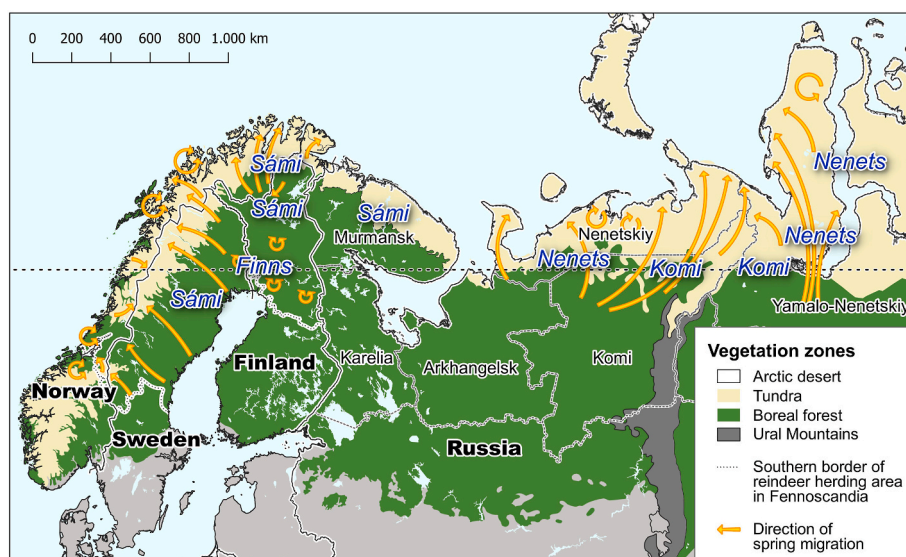 0 200 400 600 800 1.000 km
Sámi
Nenets
Sámi
Sámi
Murmansk
Nenetskiy
Nenets
Finns
Nenets
Komi
Komi
Sámi
Yamalo-Nenetskiy
Finland
Karelia
Arkhangelsk
Komi
Norway
Sweden
Russia
Vegetation zones
Arctic desert
Tundra
Boreal forest
Ural Mountains
Southern border of
reindeer herding area
in Fennoscandia
Direction of
spring migration